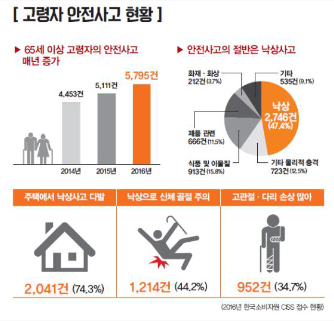 [ 고령자 안전사고 현황 ]
▶ 65세 이상 고령자의 안전사고
매년 증가
4,453건
5,111건
5,795건
2014년
2015년
2016년
▶ 안전사고의 절반은 낙상사고
화재·화상
212건(3.7%)
기타
535건(9.1%)
제품 관련
666건(11.5%)
낙상
2,746건
(47.4%)
식품 및 이물질
913건(15.8%)
기타 물리적 충격
723건(12.5%)
주택에서 낙상사고 다발
2,041건 (74.3%)
낙상으로 신체 골절 주의
1,214건 (44.2%)
고관절·다리 손상 많아
952건 (34.7%)
(2016년 한국소비자원 CISS 접수 현황)